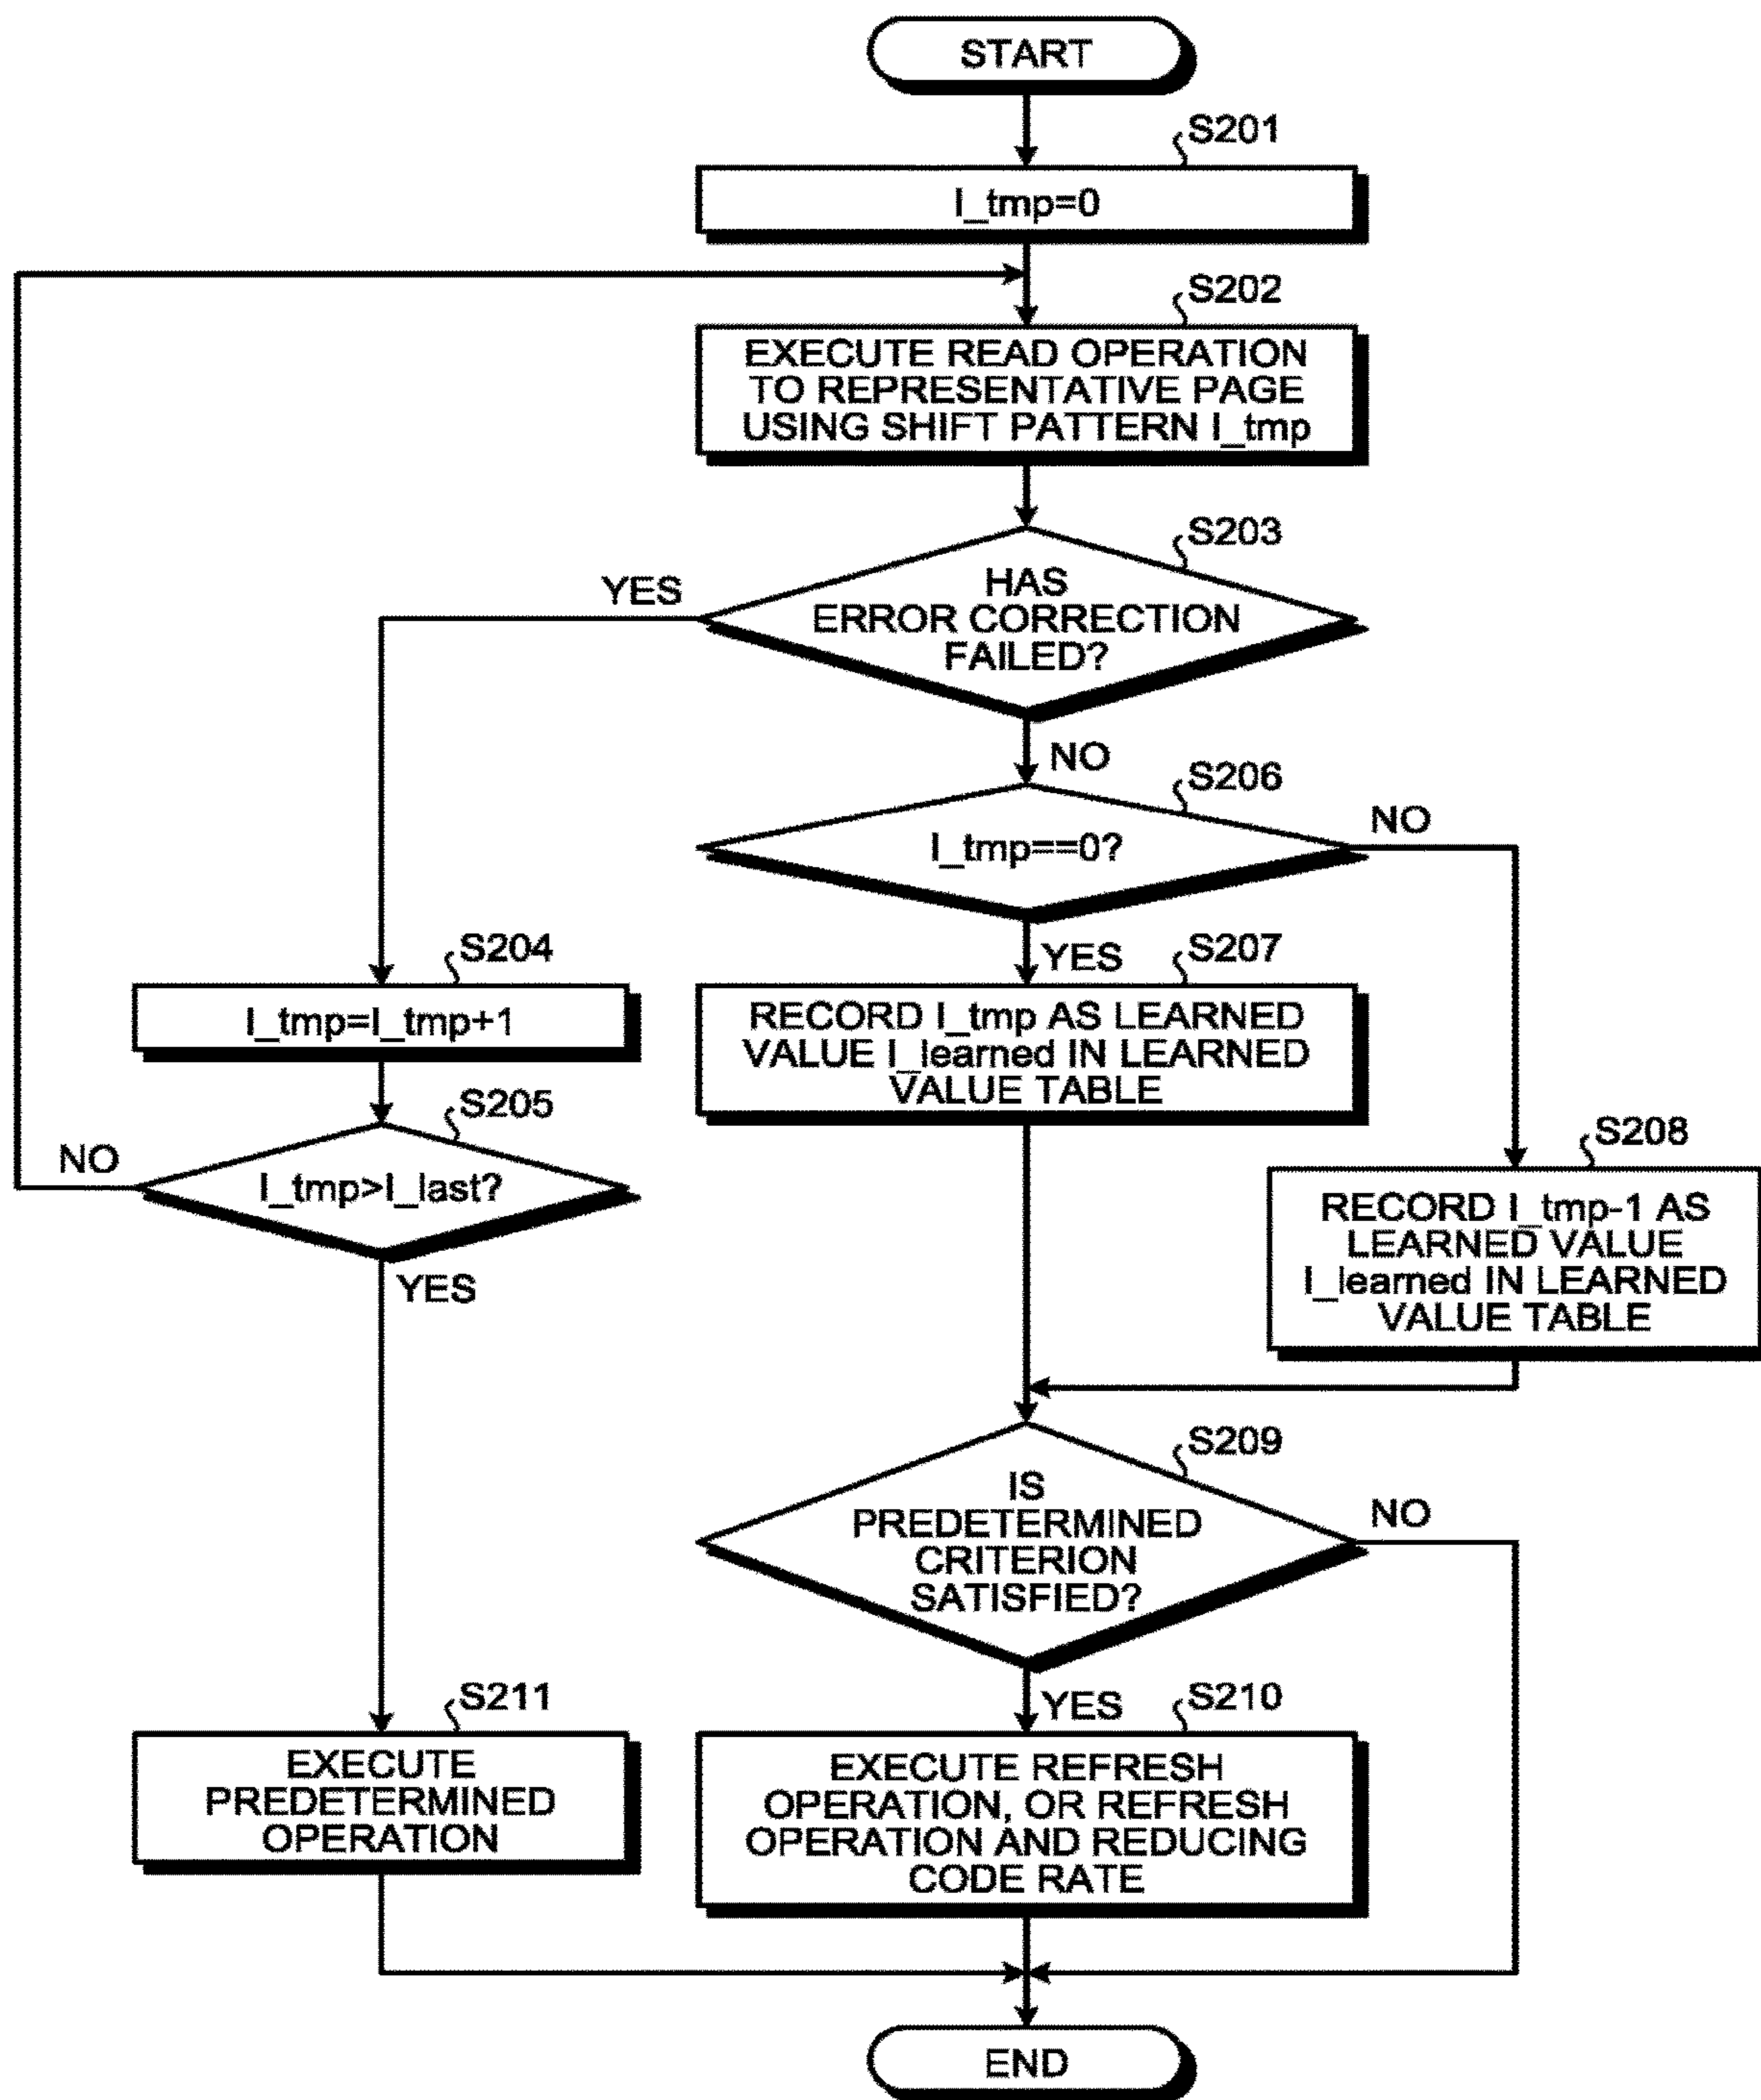 START
S201
I_tmp=0
S202
EXECUTE READ OPERATION
TO REPRESENTATIVE PAGE
USING SHIFT PATTERN I_tmp
S203
HAS
ERROR CORRECTION
FAILED?
YES
NO
S206
I_tmp==0?
NO
YES
S204
I_tmp=I_tmp+1
S207
RECORD I_tmp AS LEARNED
VALUE I_learned IN LEARNED
VALUE TABLE
S205
I_tmp>I_last?
NO
YES
S208
RECORD I_tmp-1 AS
LEARNED VALUE
I_learned IN LEARNED
VALUE TABLE
S209
IS
PREDETERMINED
CRITERION
SATISFIED?
NO
YES
S211
EXECUTE
PREDETERMINED
OPERATION
S210
EXECUTE REFRESH
OPERATION, OR REFRESH
OPERATION AND REDUCING
CODE RATE
END